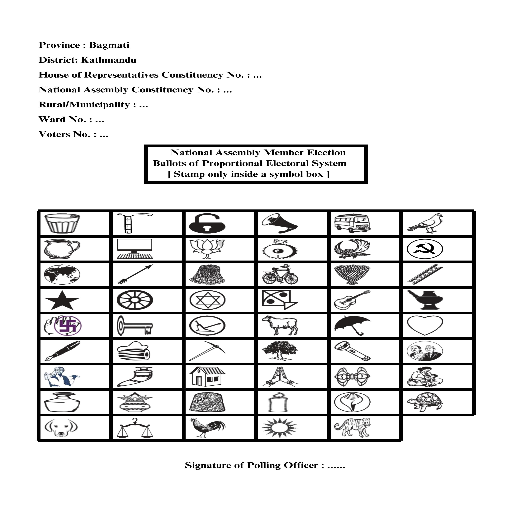 Province : Bagmati
District: Kathmandu
House of Representatives Constituency No. : ...
National Assembly Constituency No. : ...
Rural/Municipality : ...
Ward No. : ...
Voters No. : ...
National Assembly Member Election
Ballots of Proportional Electoral System
[ Stamp only inside a symbol box ]
Signature of Polling Officer : ......